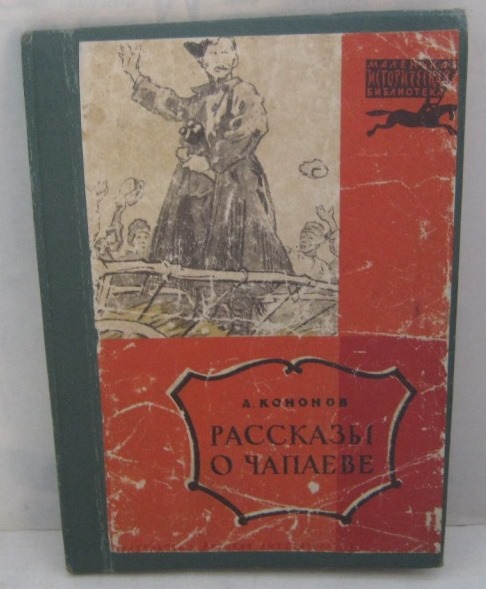 МАЛЕНЬКАЯ
ИСТОРИЧЕСКАЯ
БИБЛИОТЕКА
А. КОНОНОВ
РАССКАЗЫ
О ЧАПАЕВЕ